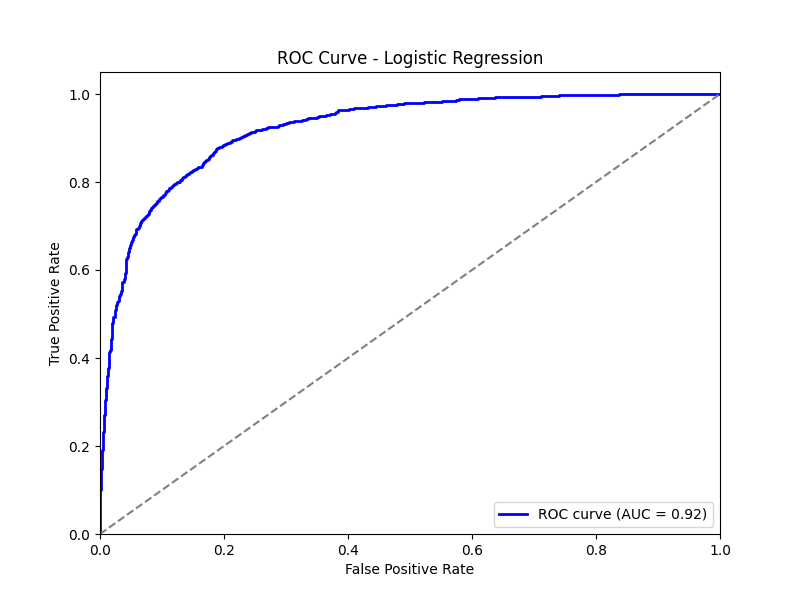 ROC Curve - Logistic Regression
True Positive Rate
1.0
0.8
0.6
0.4
0.2
0.0
0.0 0.2 0.4 0.6 0.8 1.0
False Positive Rate
ROC curve (AUC = 0.92)